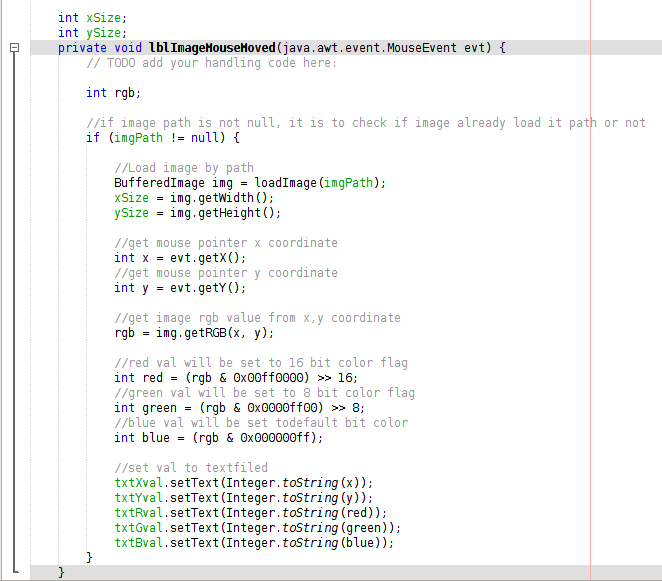 int xSize;
int ySize;
private void lblImageMouseMoved(java.awt.event.MouseEvent evt) {
// TODO add your handling code here:
int rgb;
//if image path is not null, it is to check if image already load it path or not
if (imgPath != null) {
//Load image by path
BufferedImage img = loadImage(imgPath);
xSize = img.getWidth();
ySize = img.getHeight();
//get mouse pointer x coordinate
int x = evt.getX();
//get mouse pointer y coordinate
int y = evt.getY();
//get image rgb value from x,y coordinate
rgb = img.getRGB(x, y);
//red val will be set to 16 bit color flag
int red = (rgb & 0x00ff0000) >> 16;
//green val will be set to 8 bit color flag
int green = (rgb & 0x0000ff00) >> 8;
//blue val will be set todefault bit color
int blue = (rgb & 0x000000ff);
//set val to textfiled
txtXval.setText(Integer.toString(x));
txtYval.setText(Integer.toString(y));
txtRval.setText(Integer.toString(red));
txtGval.setText(Integer.toString(green));
txtBval.setText(Integer.toString(blue));
}
}